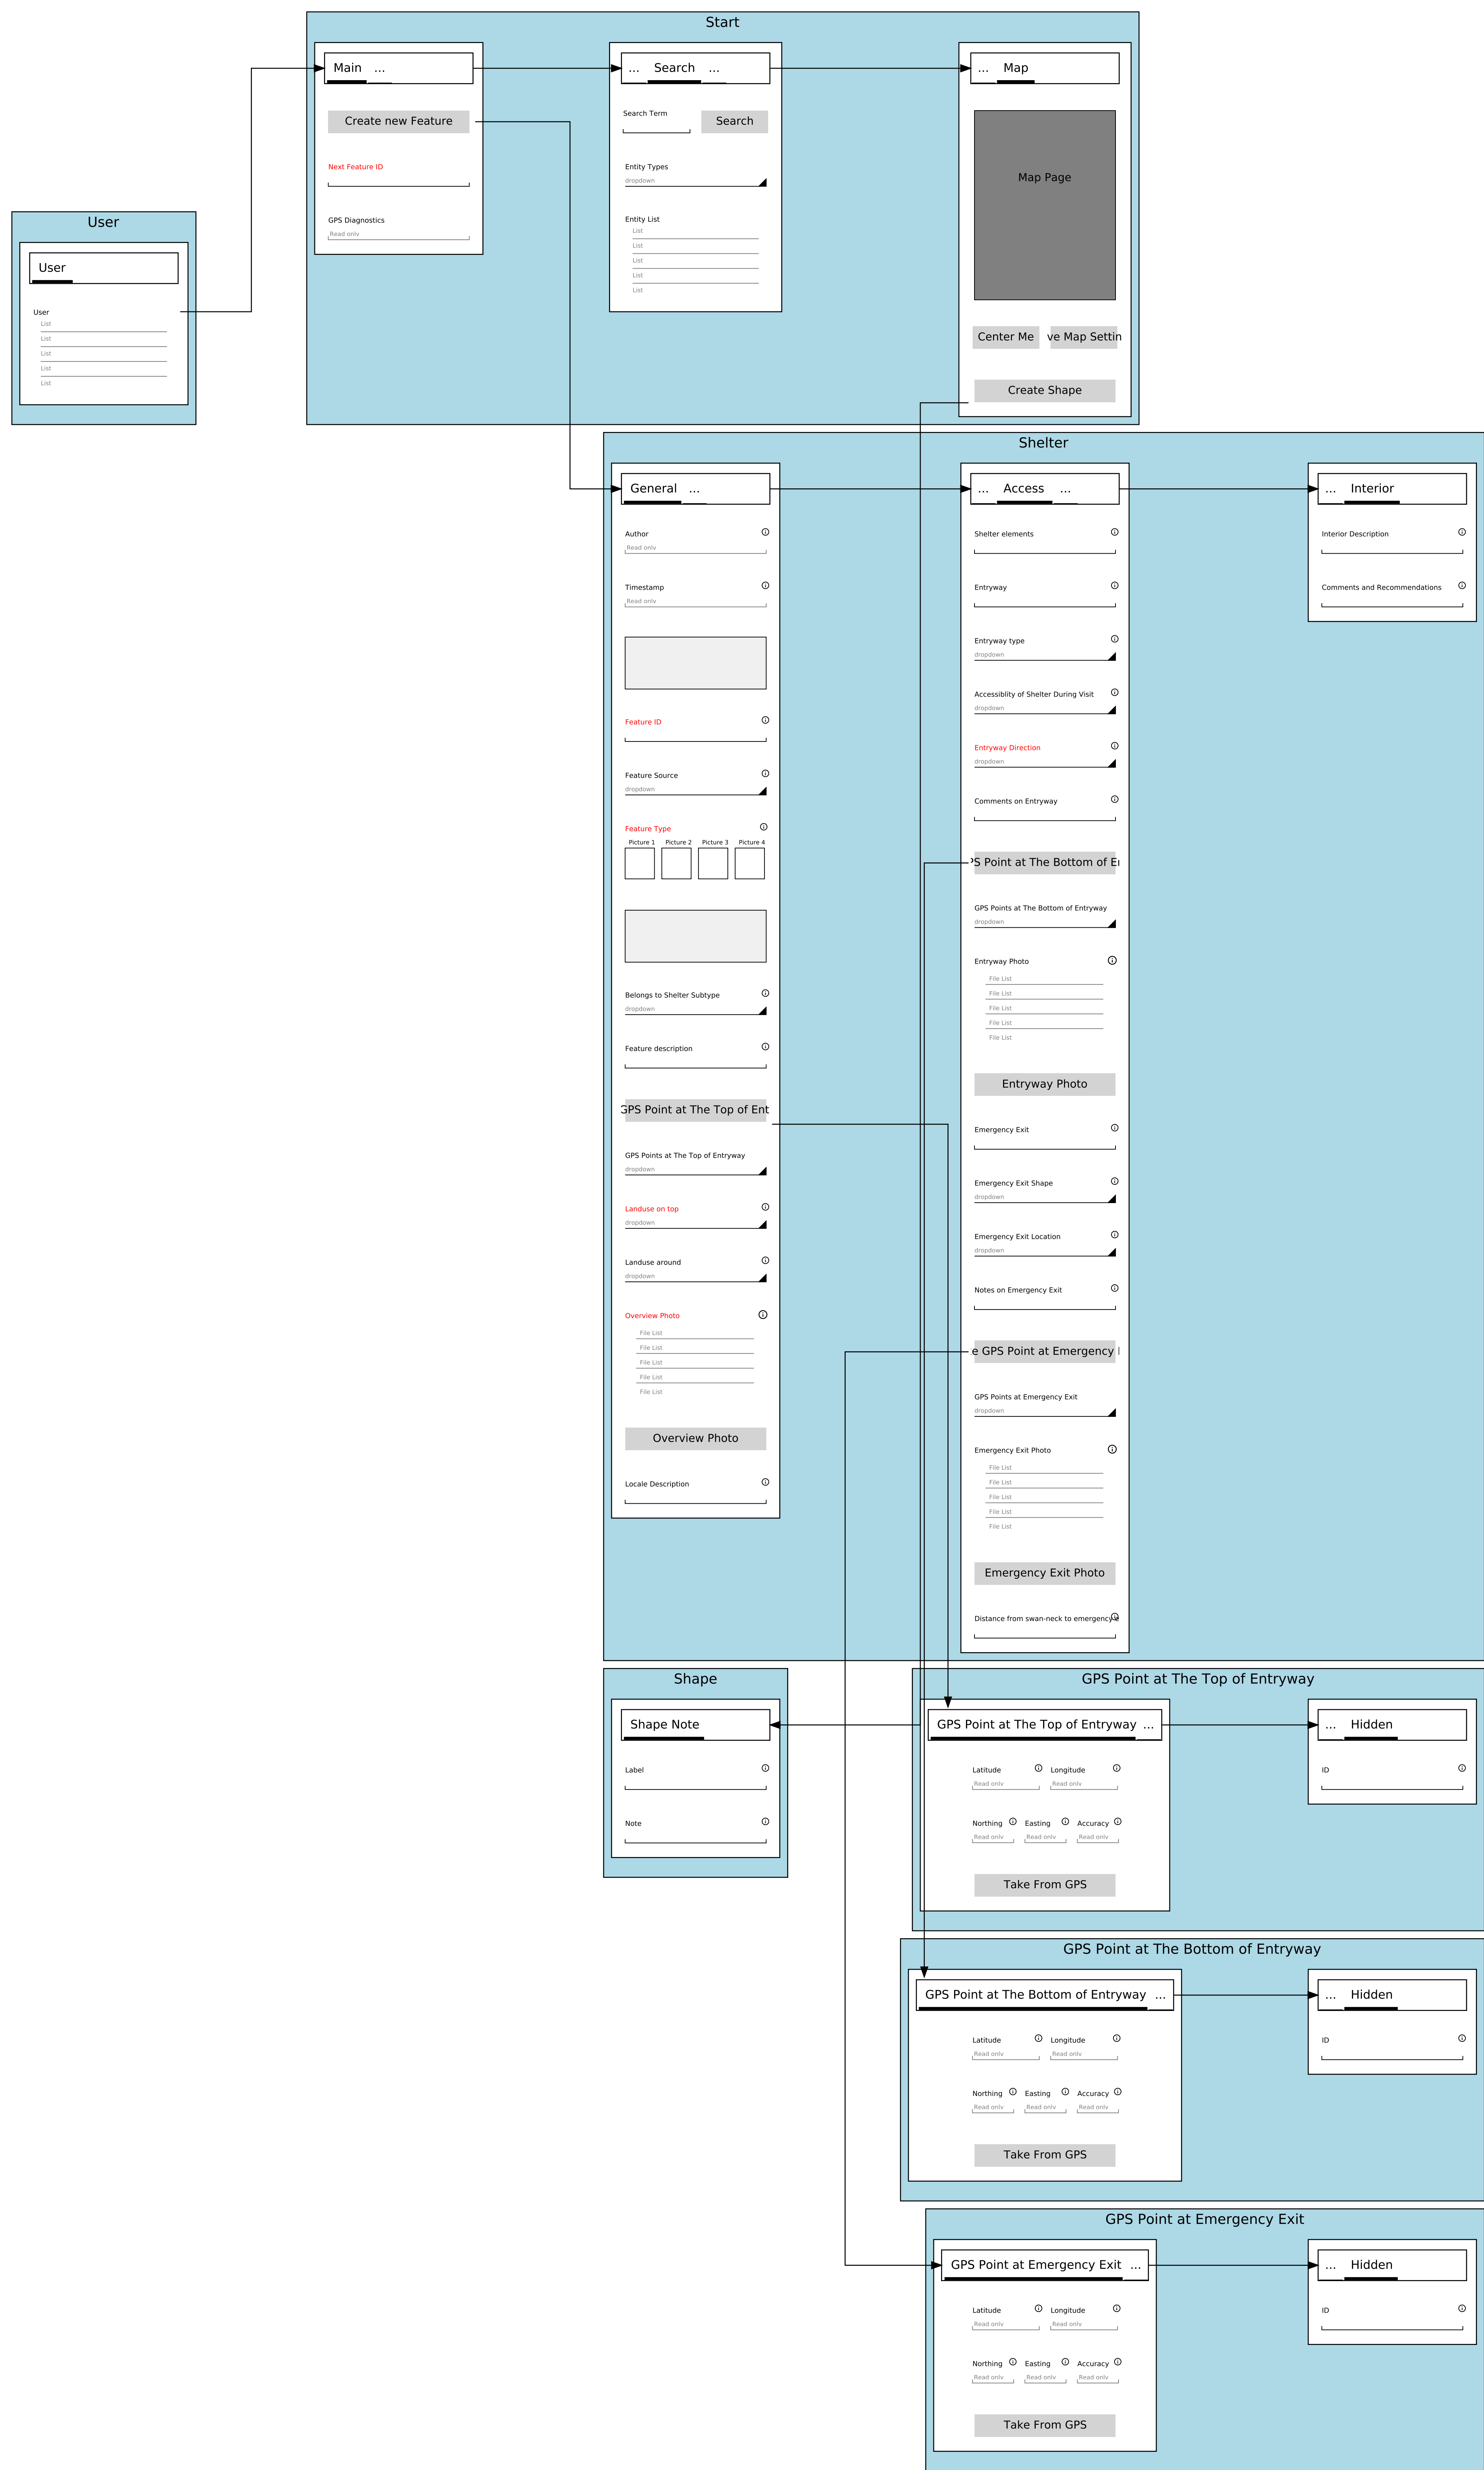 Start
Main ...
Create new Feature
Next Feature ID
GPS Diagnostics
Read only
... Search ...
Search Term
Search
Entity Types
dropdown
Entity List
List
List
List
List
List
... Map
Map Page
Center Me
ve Map Settin
Create Shape
User
User
User
List
List
List
List
List
Shelter
General ...
Author
Read only
Timestamp
Read only
Feature ID
Feature Source
dropdown
Feature Type
Picture 1 Picture 2 Picture 3 Picture 4
Belongs to Shelter Subtype
dropdown
Feature description
GPS Point at The Top of Ent
GPS Points at The Top of Entryway
dropdown
Landuse on top
dropdown
Landuse around
dropdown
Overview Photo
File List
File List
File List
File List
File List
Overview Photo
Locale Description
... Access ...
Shelter elements
Entryway
Entryway type
dropdown
Accessiblity of Shelter During Visit
dropdown
Entryway Direction
dropdown
Comments on Entryway
PS Point at The Bottom of En
GPS Points at The Bottom of Entryway
dropdown
Entryway Photo
File List
File List
File List
File List
File List
Entryway Photo
Emergency Exit
Emergency Exit Shape
dropdown
Emergency Exit Location
dropdown
Notes on Emergency Exit
e GPS Point at Emergency
GPS Points at Emergency Exit
dropdown
Emergency Exit Photo
File List
File List
File List
File List
File List
Emergency Exit Photo
Distance from swan-neck to emergency e
... Interior
Interior Description
Comments and Recommendations
Shape
Shape Note
Label
Note
GPS Point at The Top of Entryway
GPS Point at The Top of Entryway ...
Latitude Longitude
Read only Read only
Northing Easting Accuracy
Read only Read only Read only
Take From GPS
... Hidden
ID
GPS Point at The Bottom of Entryway
GPS Point at The Bottom of Entryway ...
Latitude Longitude
Read only Read only
Northing Easting Accuracy
Read only Read only Read only
Take From GPS
... Hidden
ID
GPS Point at Emergency Exit
GPS Point at Emergency Exit ...
Latitude Longitude
Read only Read only
Northing Easting Accuracy
Read only Read only Read only
Take From GPS
... Hidden
ID